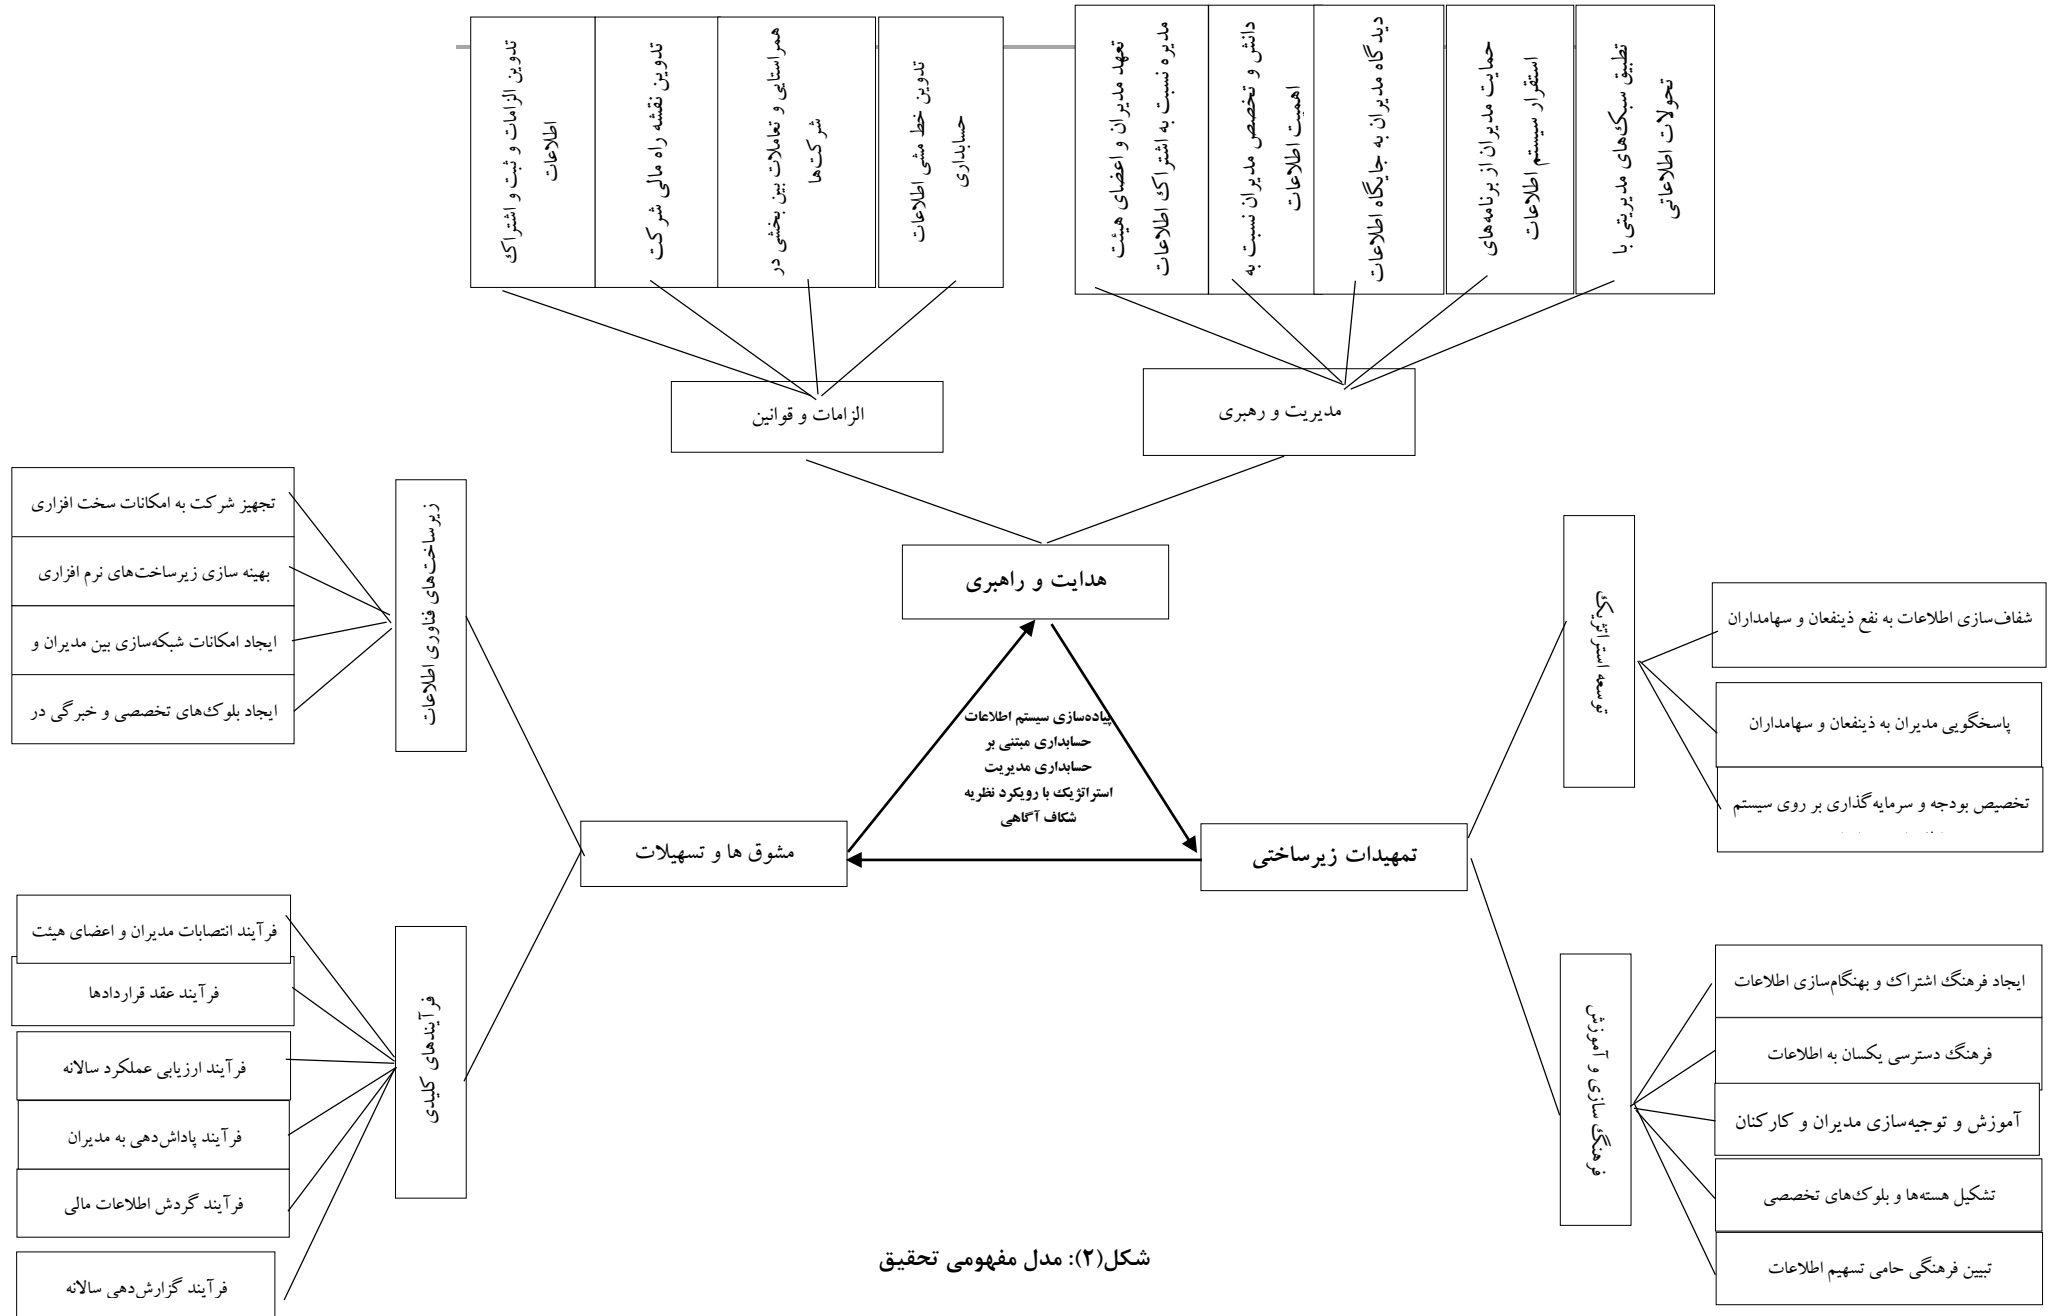 تدوین الزامات و ثبت و اشتراک
اطلاعات
تدوین نقشه راه مالی شرکت
همراستایی و تعاملات بین بخشی در
شرکت‌ها
تدوین خط مشی اطلاعات
حسابداری
تعهد مدیران و اعضای هیئت
مدیره نسبت به اشتراک اطلاعات
دانش و تخصص مدیران نسبت به
اهمیت اطلاعات
دیدگاه مدیران به جایگاه اطلاعات
حمایت مدیران از برنامه‌های
استقرار سیستم اطلاعات
تطبیق سبک‌های مدیریتی با
تحولات اطلاعاتی
الزامات و قوانین
مدیریت و رهبری
هدایت و راهبری
زیرساخت‌های فناوری اطلاعات
تجهیز شرکت به امکانات سخت افزاری
بهینه سازی زیرساخت‌های نرم افزاری
ایجاد امکانات شبکه‌سازی بین مدیران و
ایجاد بلوک‌های تخصصی و خبرگی در
توسعه استراتژیک
شفاف‌سازی اطلاعات به نفع ذینفعان و سهامداران
پاسخگویی مدیران به ذینفعان و سهامداران
تخصیص بودجه و سرمایه‌گذاری بر روی سیستم
پیاده‌سازی سیستم اطلاعات
حسابداری مبتنی بر
حسابداری مدیریت
استراتژیک با رویکرد نظریه
شکاف آگاهی
مشوق ها و تسهیلات
تمهیدات زیرساختی
فرآیندهای کلیدی
فرآیند انتصابات مدیران و اعضای هیئت
فرآیند عقد قراردادها
فرآیند ارزیابی عملکرد سالانه
فرآیند پاداش‌دهی به مدیران
فرآیند گردش اطلاعات مالی
فرآیند گزارش‌دهی سالانه
فرهنگ سازی و آموزش
ایجاد فرهنگ اشتراک و بهنگام‌سازی اطلاعات
فرهنگ دسترسی یکسان به اطلاعات
آموزش و توجیه‌سازی مدیران و کارکنان
تشکیل هسته‌ها و بلوک‌های تخصصی
تبیین فرهنگی حامی تسهیم اطلاعات
شکل(۲): مدل مفهومی تحقیق